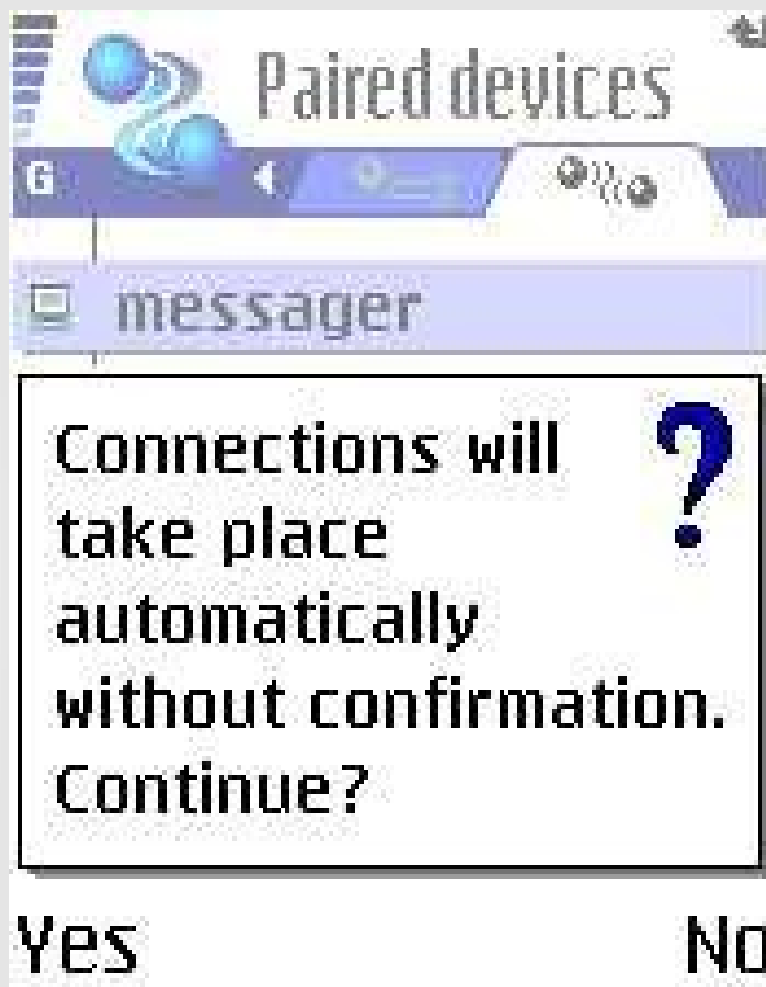 Paired devices
G
messager
Connections will
take place
automatically
without confirmation.
Continue?
Yes
No